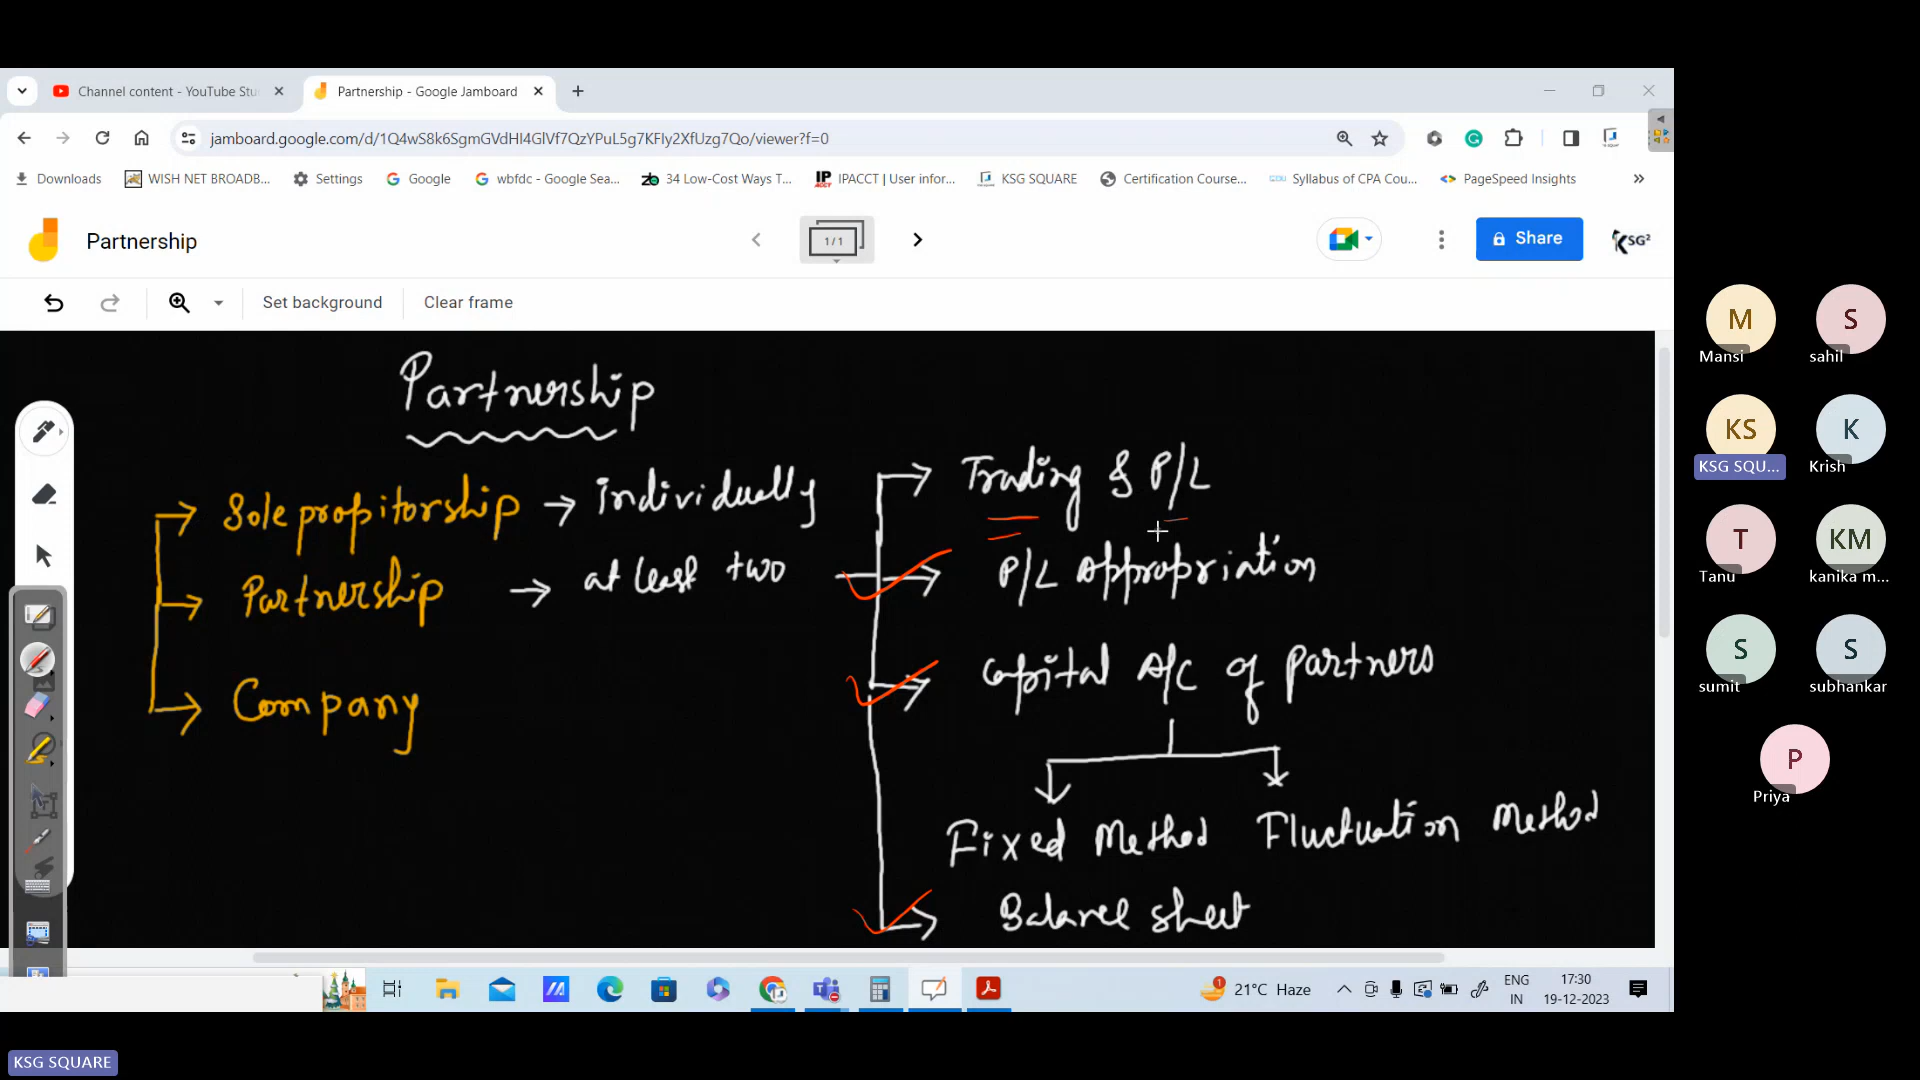 Channel content - YouTube Stu
Partnership - Google Jamboard
jamboard.google.com/d/1Q4wS8k6SgmGVdHI4GlVf7QzYPuL5g7KFIy2XfUzg7Qo/viewer?f=0
Downloads WISH NET BROADB... Settings Google wbfdc - Google Sea... 34 Low-Cost Ways T... IPACCT | User infor... KSG SQUARE Certification Course... Syllabus of CPA Cou... PageSpeed Insights »
Partnership
1 / 1
Share
KSG²
Set background Clear frame
Partnership
Sole propitorship → individually
Partnership → at least two
Company
Trading & P/L
P/L Appropriation
Capital A/C of partners
Fixed Method Fluctuation Method
Balance sheet
M S
Mansi sahil
KS K
KSG SQU... Krish
T KM
Tanu kanika m...
S S
sumit subhankar
P
Priya
1 21°C Haze
ENG
IN
17:30
19-12-2023
KSG SQUARE